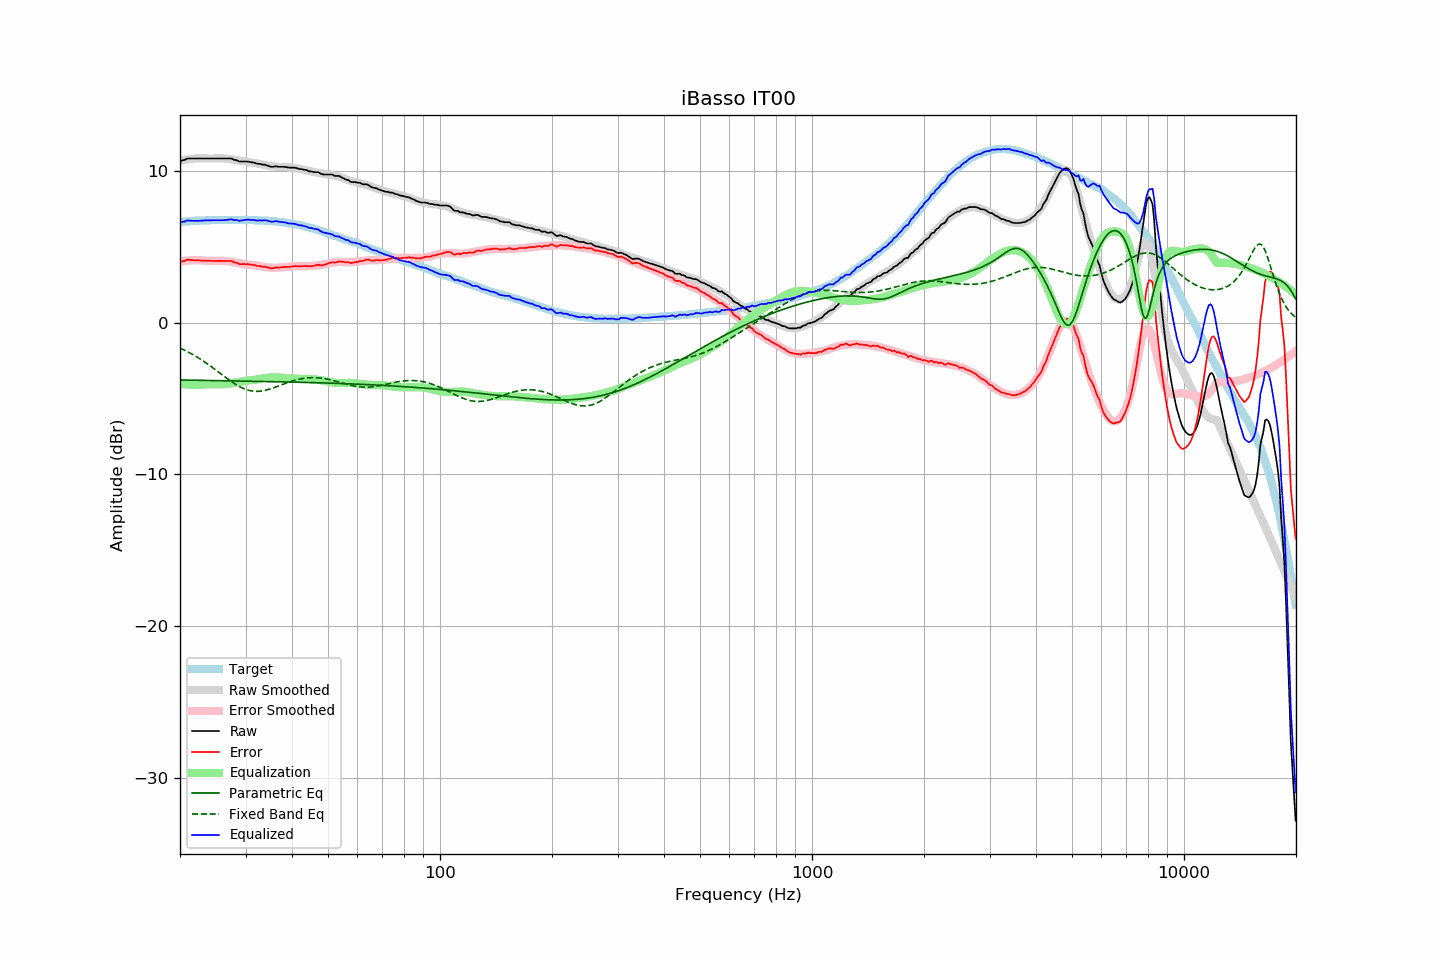 iBasso IT00
10
0
−10
−20
−30
Amplitude (dBr)
Target
Raw Smoothed
Error Smoothed
Raw
Error
Equalization
Parametric Eq
Fixed Band Eq
Equalized
100
1000
10000
Frequency (Hz)